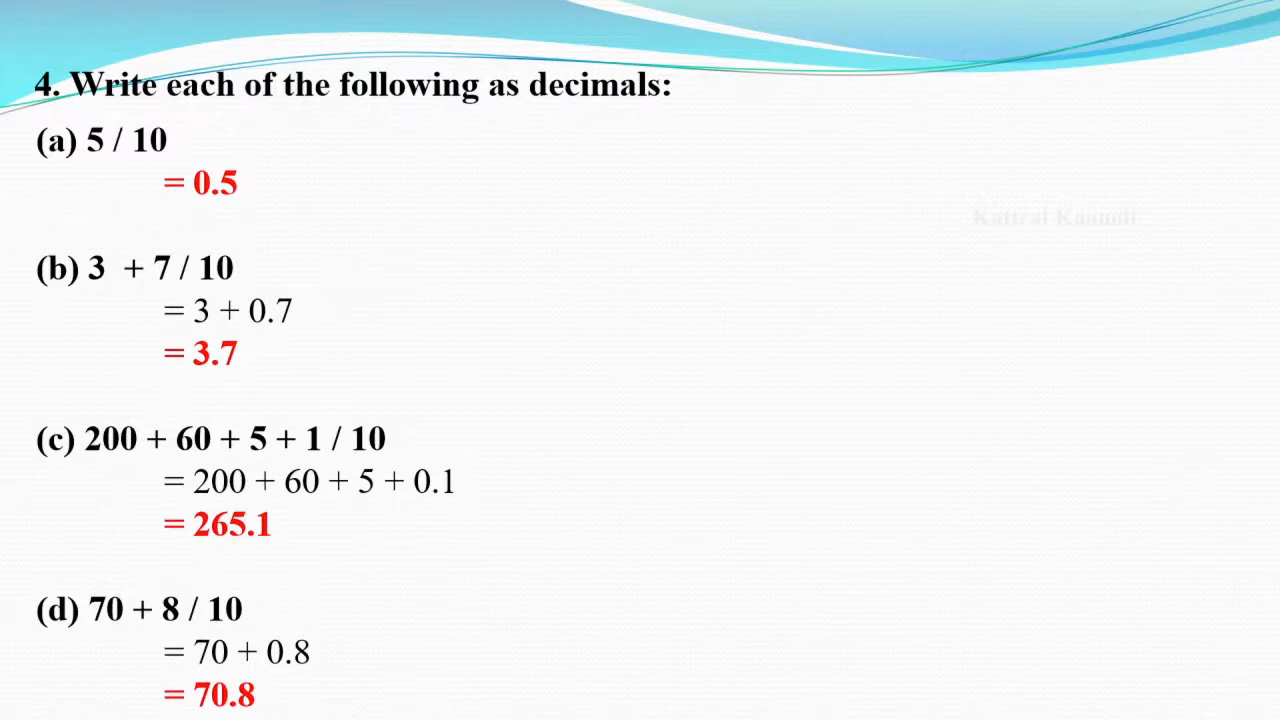 4. Write each of the following as decimals:
(a) 5 / 10
= 0.5
(b) 3 + 7 / 10
= 3 + 0.7
= 3.7
(c) 200 + 60 + 5 + 1 / 10
= 200 + 60 + 5 + 0.1
= 265.1
(d) 70 + 8 / 10
= 70 + 0.8
= 70.8